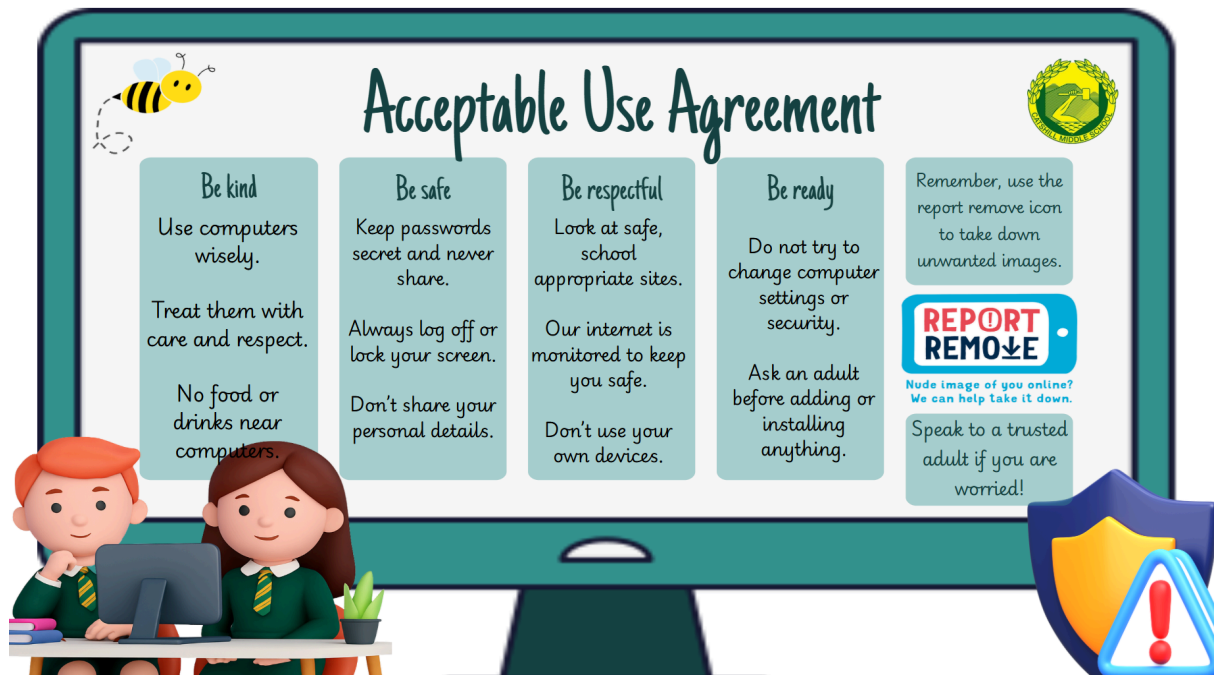 Acceptable Use Agreement
CATSHILL MIDDLE SCHOOL
Be kind
Use computers
wisely.
Treat them with
care and respect.
No food or
drinks near
computers.
Be safe
Keep passwords
secret and never
share.
Always log off or
lock your screen.
Don't share your
personal details.
Be respectful
Look at safe,
school
appropriate sites.
Our internet is
monitored to keep
you safe.
Don't use your
own devices.
Be ready
Do not try to
change computer
settings or
security.
Ask an adult
before adding or
installing
anything.
Remember, use the
report remove icon
to take down
unwanted images.
REPORT
REMOVE
Nude image of you online?
We can help take it down.
Speak to a trusted
adult if you are
worried!